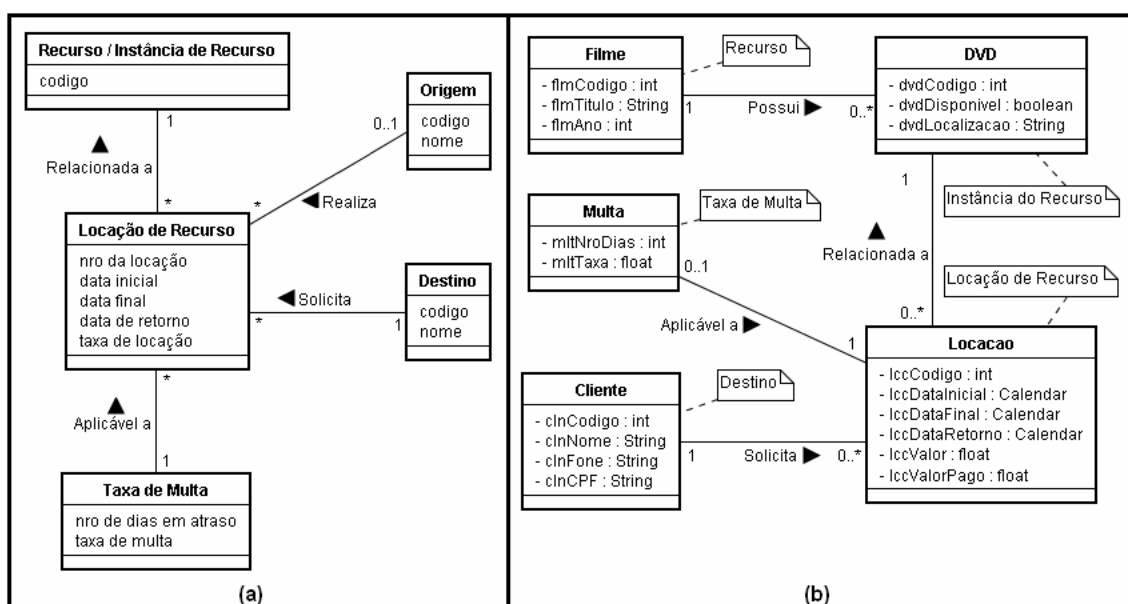 Recurso / Instância de Recurso
codigo
1
Relacionada a
*
Origem
codigo
nome
0..1
*
Realiza
Locação de Recurso
nro da locação
data inicial
data final
data de retorno
taxa de locação
Solicita
*
1
Destino
codigo
nome
*
Aplicável a
1
Taxa de Multa
nro de dias em atraso
taxa de multa
(a)
Filme
- flmCodigo : int
- flmTitulo : String
- flmAno : int
Recurso
1
Possui
0..*
DVD
- dvdCodigo : int
- dvdDisponivel : boolean
- dvdLocalizacao : String
Instância do Recurso
1
Relacionada a
0..*
Multa
- mltNroDias : int
- mltTaxa : float
Taxa de Multa
0..1
Aplicável a
1
Locação de Recurso
Locacao
- lccCodigo : int
- lccDataInicial : Calendar
- lccDataFinal : Calendar
- lccDataRetorno : Calendar
- lccValor : float
- lccValorPago : float
Cliente
- clnCodigo : int
- clnNome : String
- clnFone : String
- clnCPF : String
Destino
1
Solicita
0..*
(b)